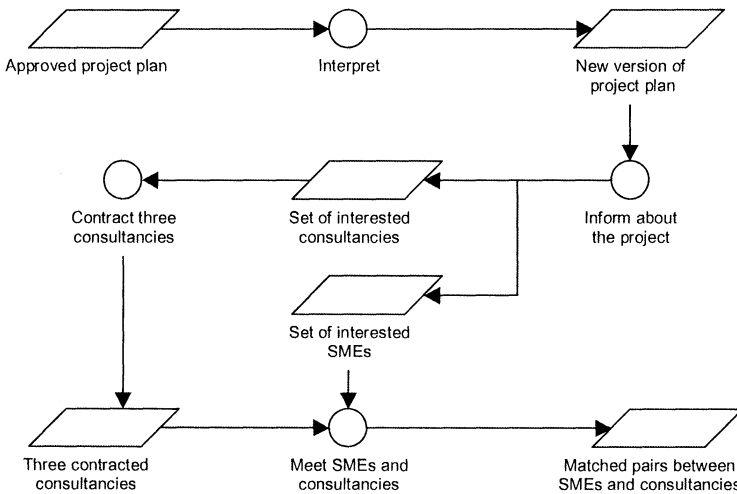 Approved project plan
Interpret
New version of
project plan
Contract three
consultancies
Set of interested
consultancies
Inform about
the project
Set of interested
SMEs
Three contracted
consultancies
Meet SMEs and
consultancies
Matched pairs between
SMEs and consultancies